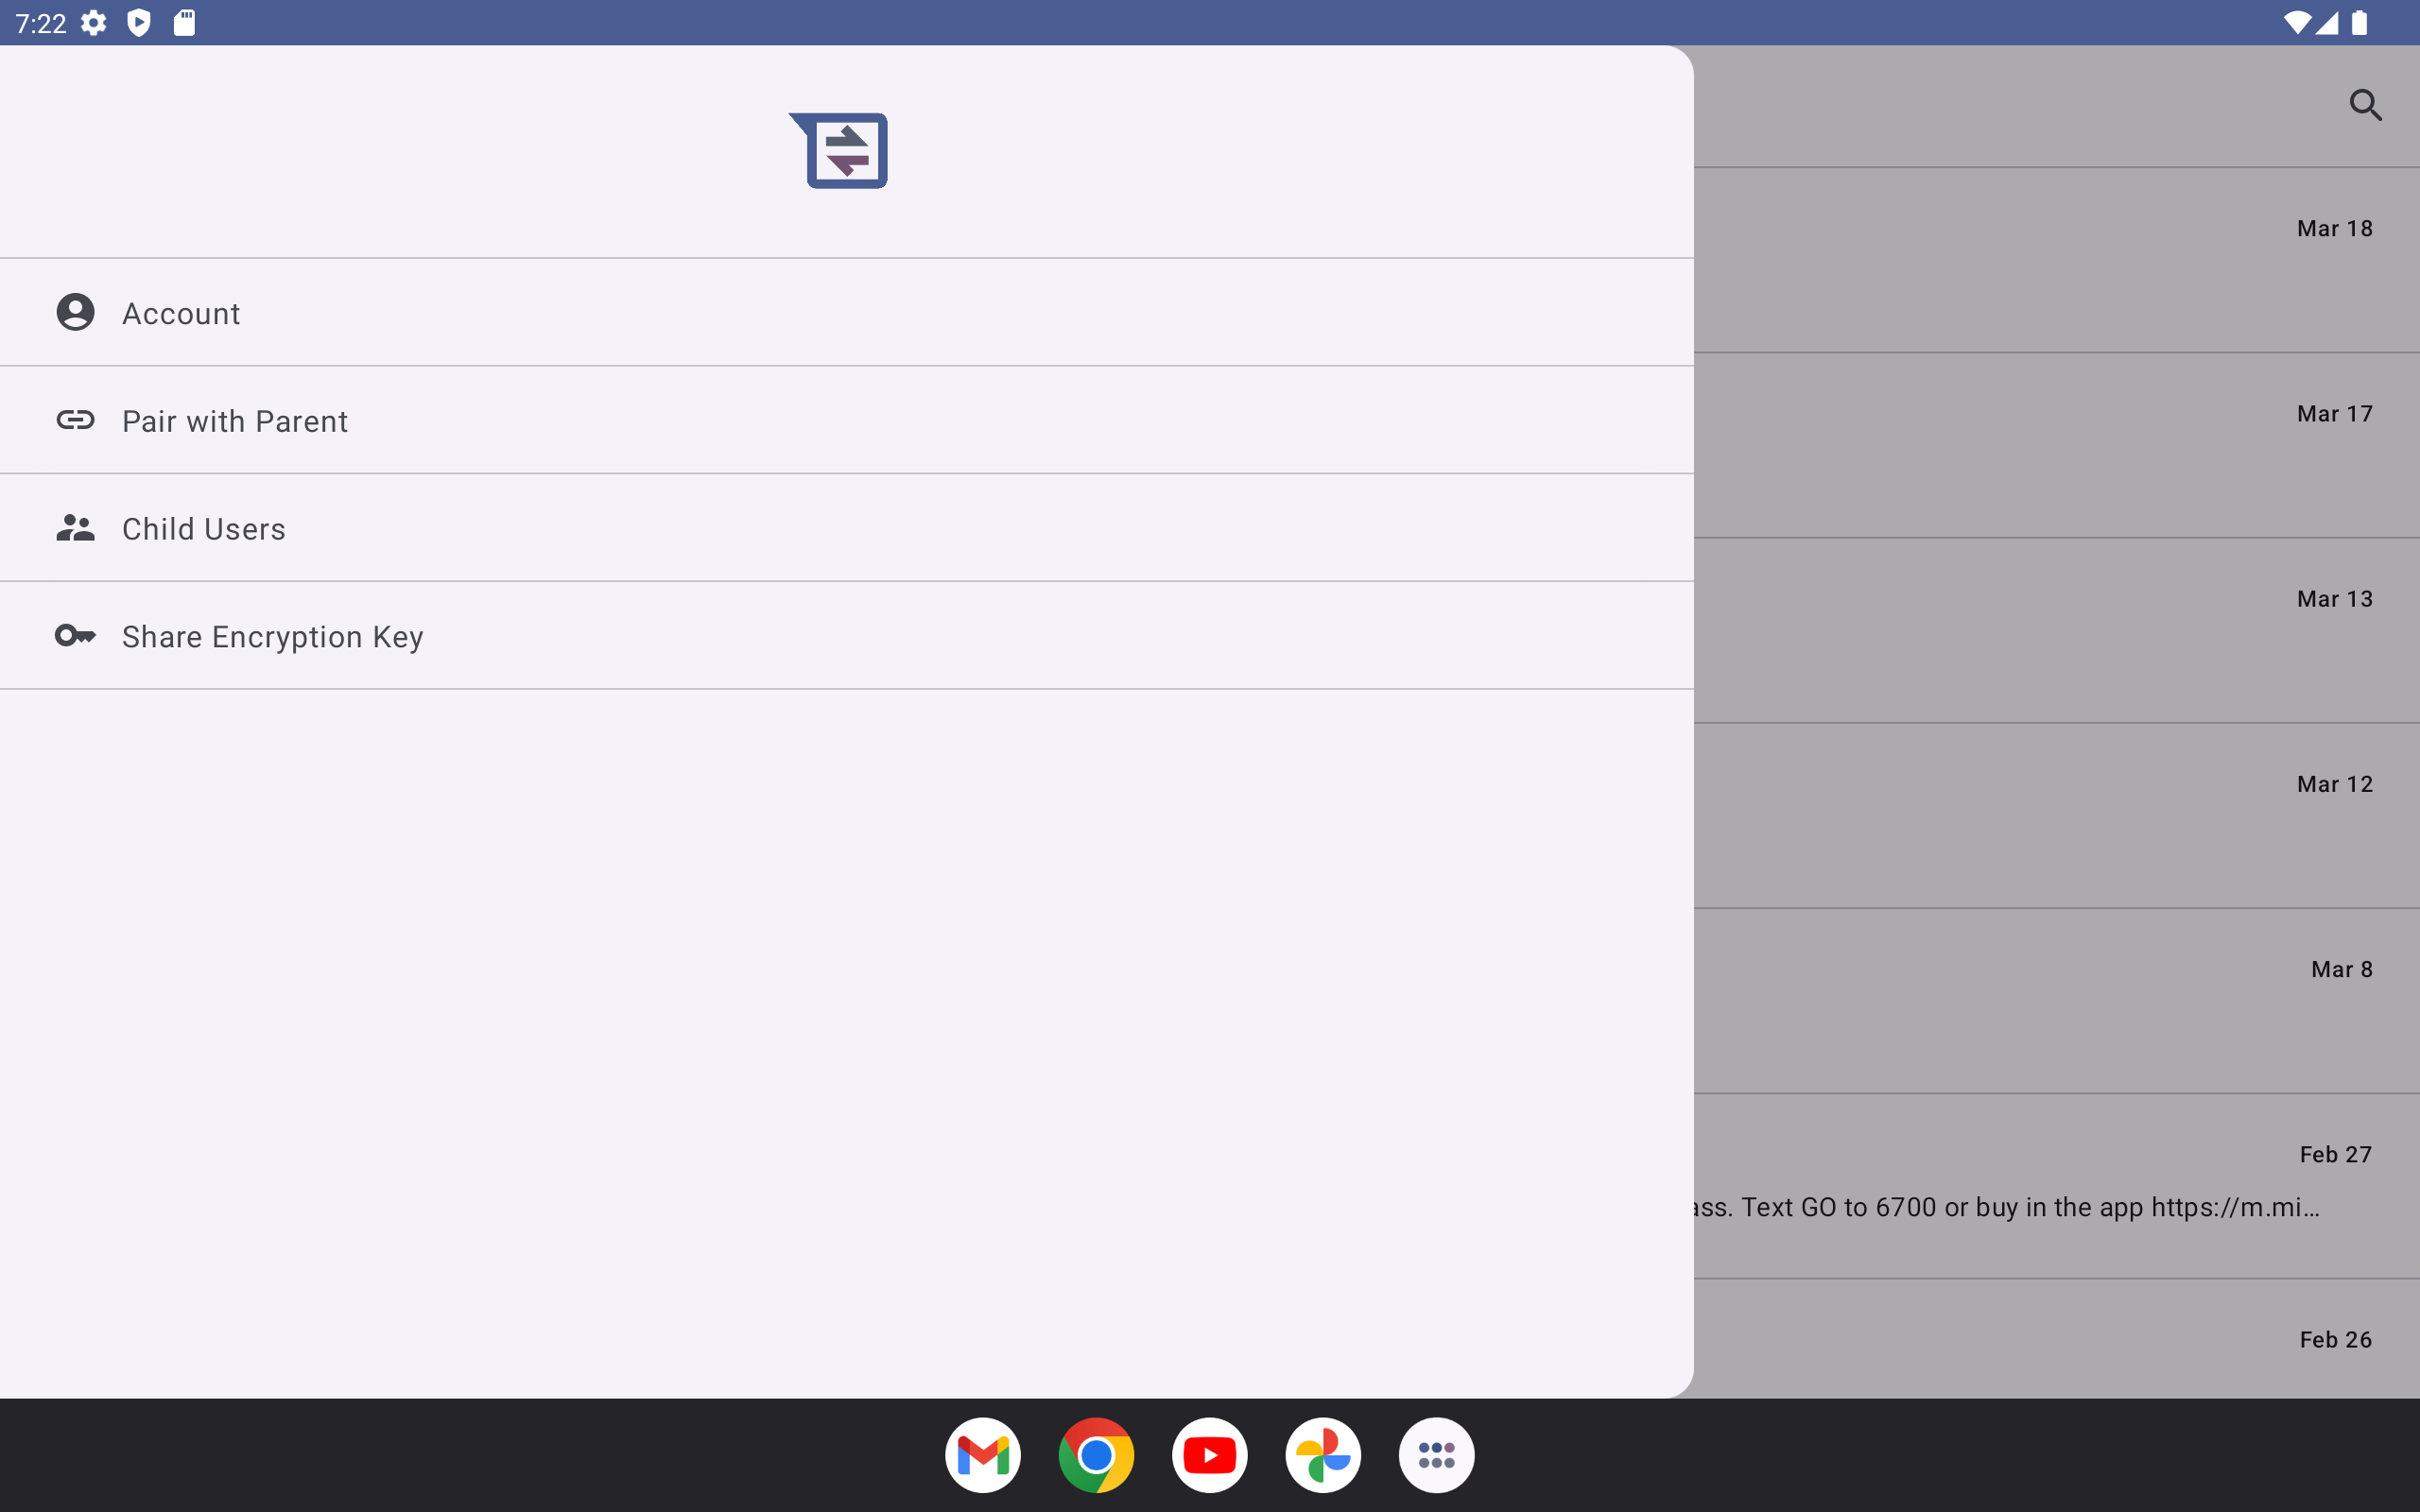 7:22
Account
Pair with Parent
Child Users
Share Encryption Key
Mar 18
Mar 17
Mar 13
Mar 12
Mar 8
Feb 27
Text GO to 6700 or buy in the app https://m.mi...
Feb 26